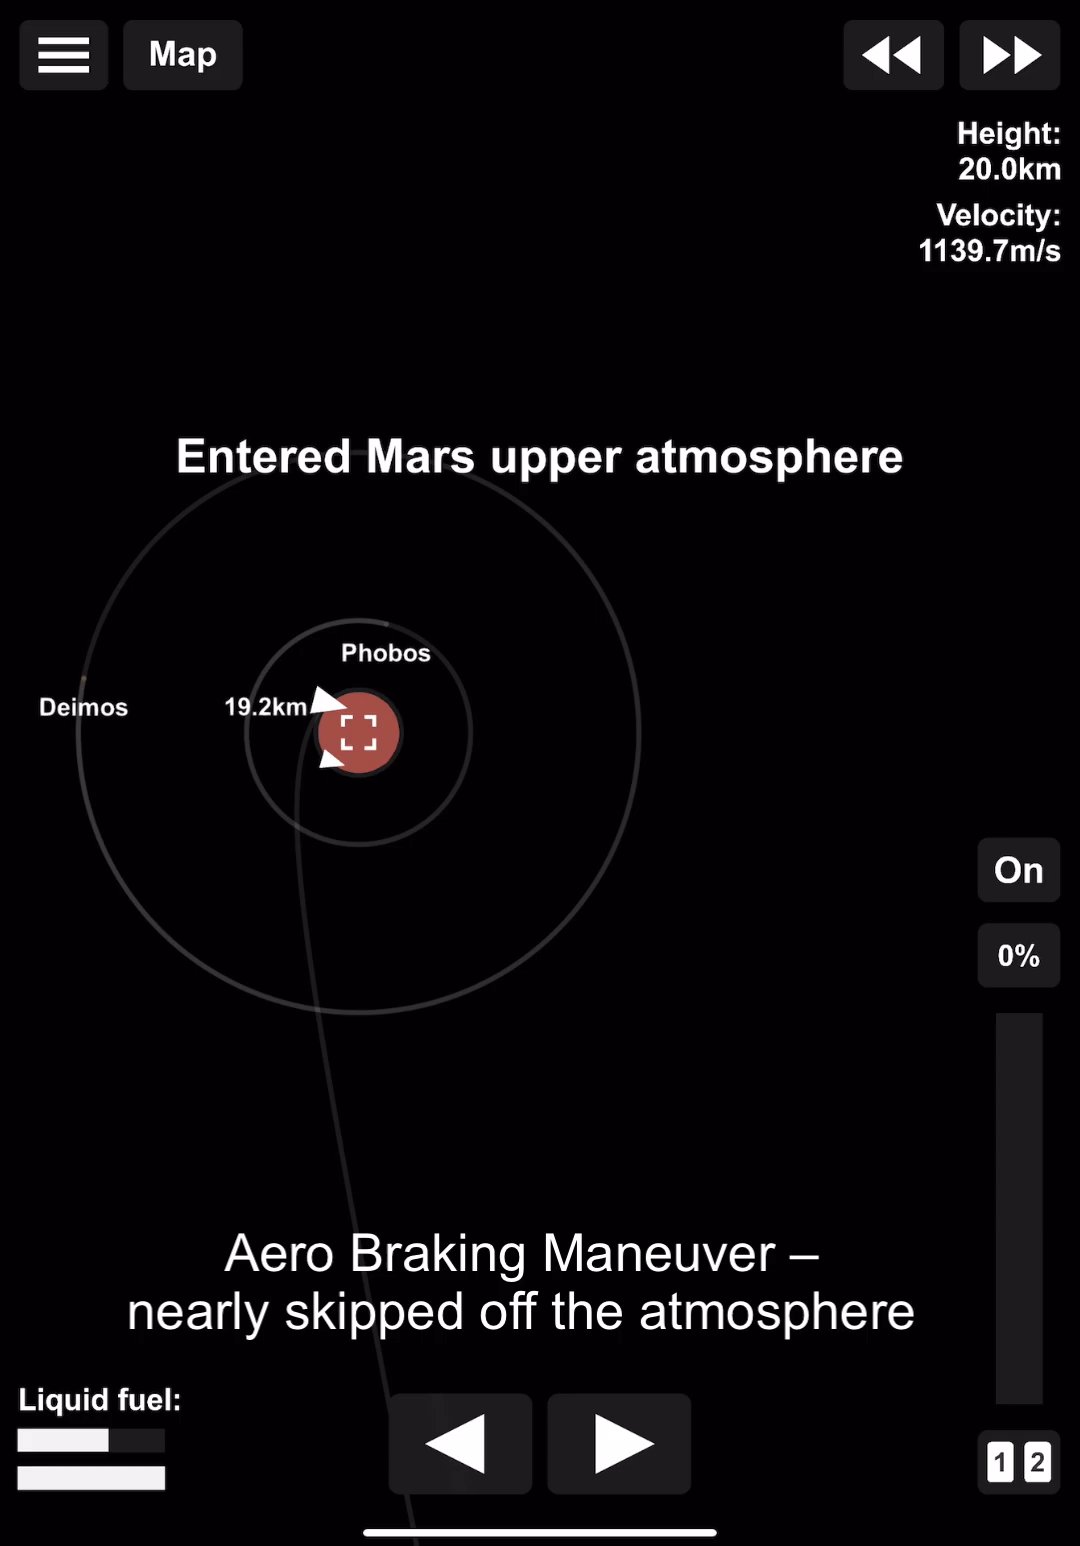 Map
Height:
20.0km
Velocity:
1139.7m/s
Entered Mars upper atmosphere
Phobos
Deimos
19.2km
On
0%
Aero Braking Maneuver –
nearly skipped off the atmosphere
Liquid fuel:
1 2